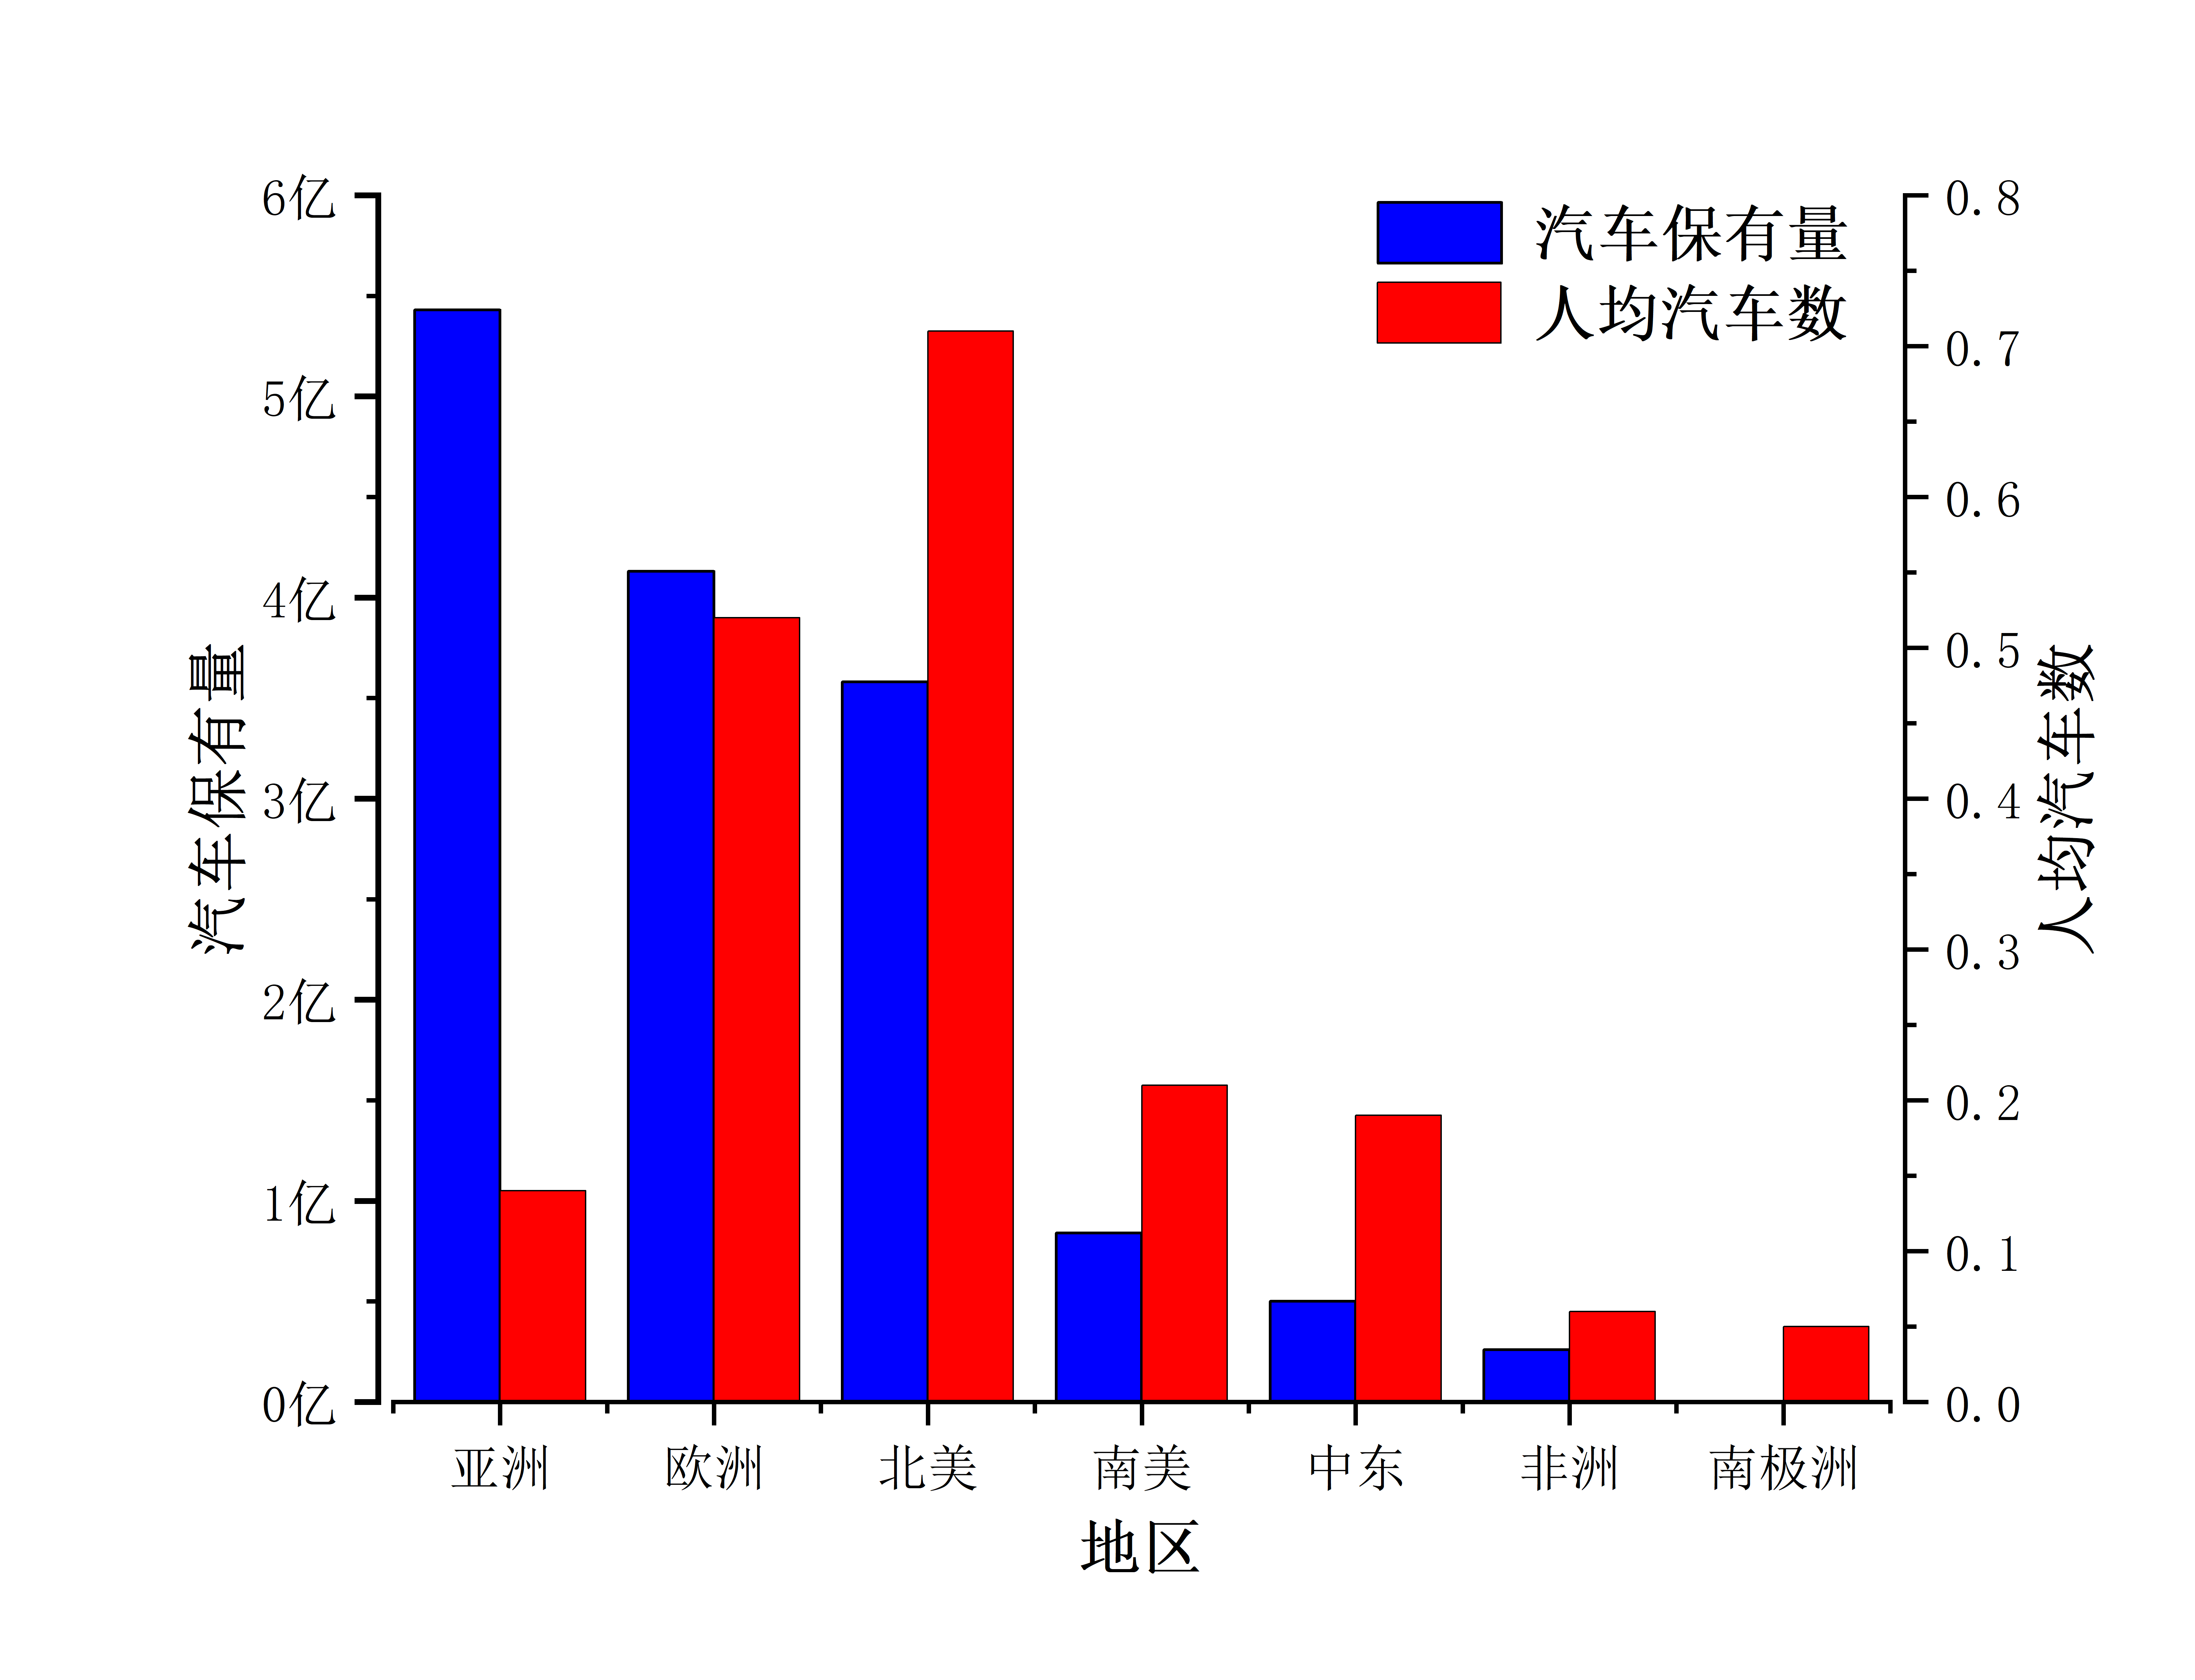 汽车保有量
人均汽车数
6亿
5亿
4亿
3亿
2亿
1亿
0亿
汽车保有量
0.8
0.7
0.6
0.5
0.4
0.3
0.2
0.1
0.0
人均汽车数
亚洲 欧洲 北美 南美 中东 非洲 南极洲
地区